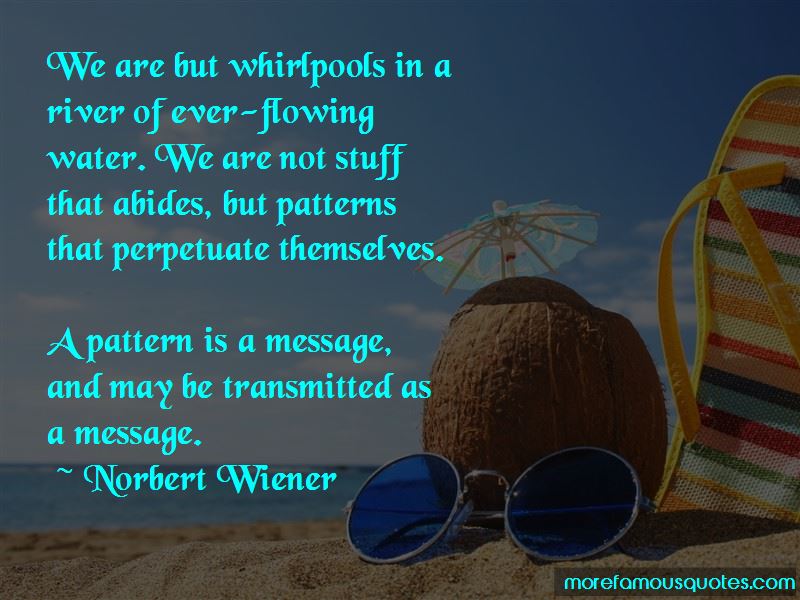 We are but whirlpools in a
river of ever-flowing
water. We are not stuff
that abides, but patterns
that perpetuate themselves.
A pattern is a message,
and may be transmitted as
a message.
~ Norbert Wiener
morefamousquotes.com